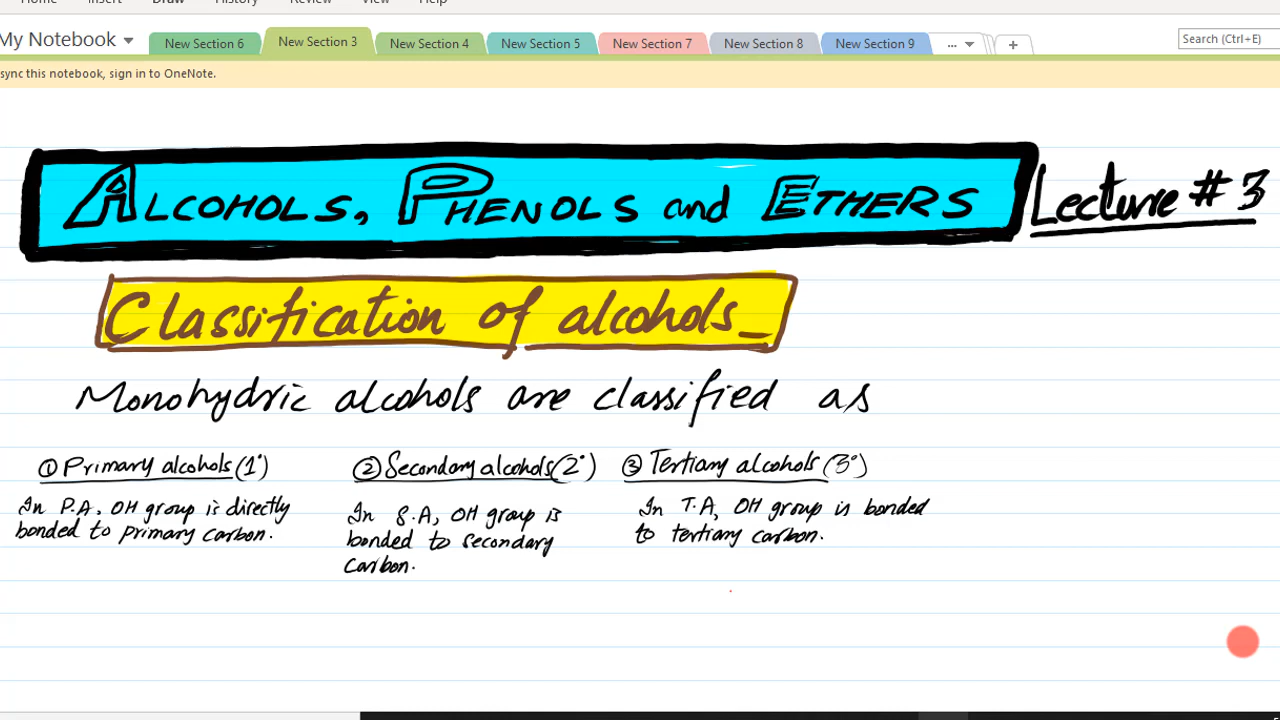 Home Insert Draw History Review View Help
My Notebook New Section 6 New Section 3 New Section 4 New Section 5 New Section 7 New Section 8 New Section 9 ... + Search (Ctrl+E)
sync this notebook, sign in to OneNote.
ALCOHOLS, PHENOLS and ETHERS Lecture # 3
Classification of alcohols_
Monohydric alcohols are classified as
① Primary alcohols (1°)
In P.A, OH group is directly
bonded to primary carbon.
② Secondary alcohols (2°)
In S.A, OH group is
bonded to secondary
carbon.
③ Tertiary alcohols (3°)
In T.A, OH group is bonded
to tertiary carbon.